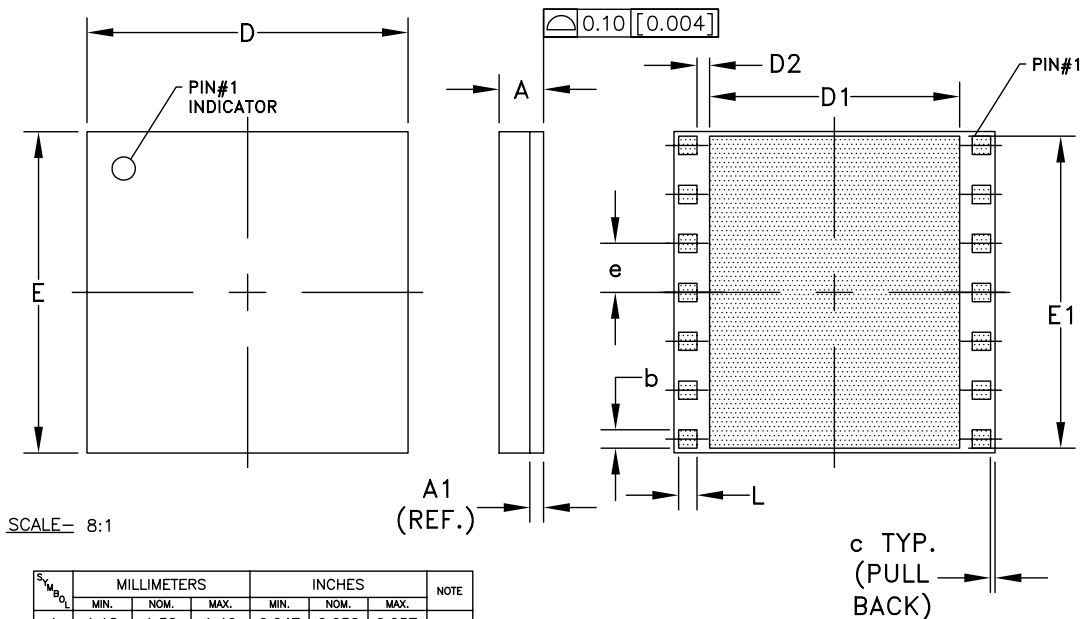 ⌓ 0.10 [0.004]
D
D2
PIN#1
D1
A
PIN#1
INDICATOR
E
e
E1
b
A1
(REF.)
L
SCALE- 8:1
c TYP.
(PULL
BACK)
SYMBOL MILLIMETERS INCHES NOTE
MIN. NOM. MAX. MIN. NOM. MAX.